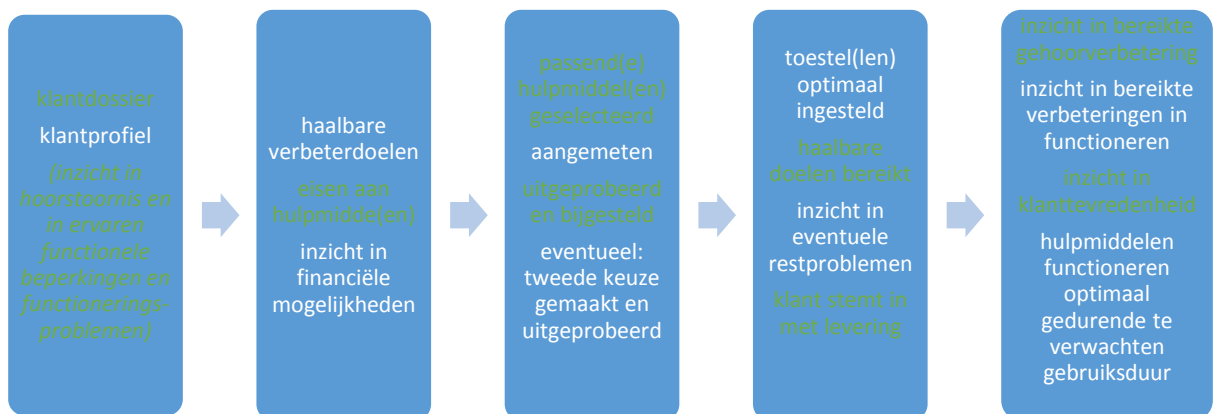 klantdossier
klantprofiel
(inzicht in
hoorstoornis en
in ervaren
functionele
beperkingen en
functionerings-
problemen)
haalbare
verbeterdoelen
eisen aan
hulpmidde(en)
inzicht in
financiële
mogelijkheden
passend(e)
hulpmiddel(en)
geselecteerd
aangemeten
uitgeprobeerd
en bijgesteld
eventueel:
tweede keuze
gemaakt en
uitgeprobeerd
toestel(len)
optimaal
ingesteld
haalbare
doelen bereikt
inzicht in
eventuele
restproblemen
klant stemt in
met levering
inzicht in bereikte
gehoorverbetering
inzicht in bereikte
verbeteringen in
functioneren
inzicht in
klanttevredenheid
hulpmiddelen
functioneren
optimaal
gedurende te
verwachten
gebruiksduur